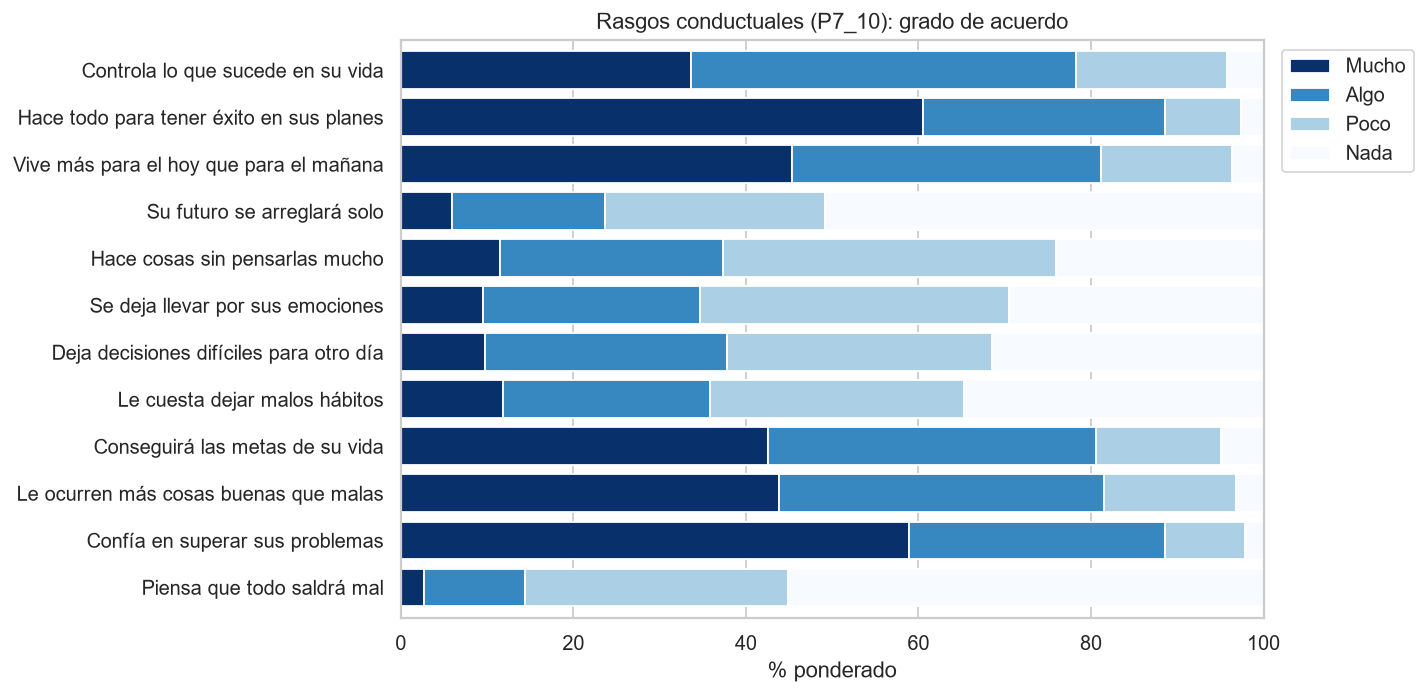 Rasgos conductuales (P7_10): grado de acuerdo
Controla lo que sucede en su vida
Hace todo para tener éxito en sus planes
Vive más para el hoy que para el mañana
Su futuro se arreglará solo
Hace cosas sin pensarlas mucho
Se deja llevar por sus emociones
Deja decisiones difíciles para otro día
Le cuesta dejar malos hábitos
Conseguirá las metas de su vida
Le ocurren más cosas buenas que malas
Confía en superar sus problemas
Piensa que todo saldrá mal
0 20 40 60 80 100
% ponderado
Mucho
Algo
Poco
Nada